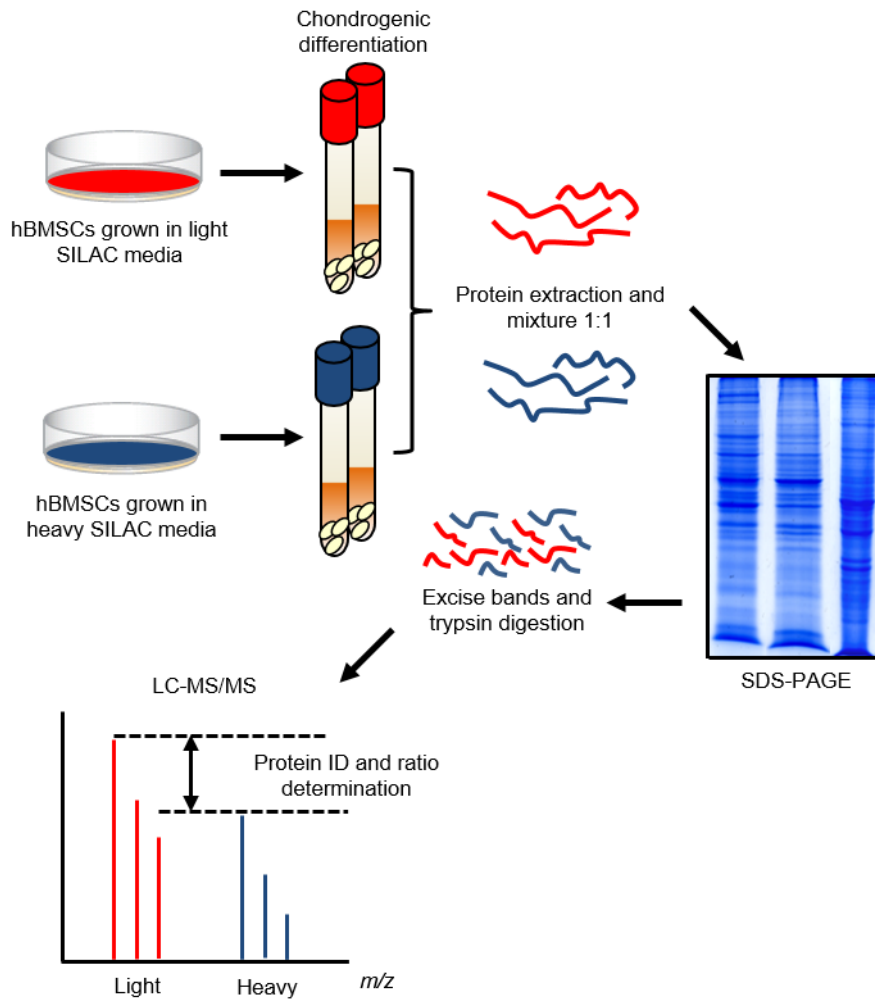 Chondrogenic
differentiation
hBMSCs grown in light
SILAC media
Protein extraction and
mixture 1:1
hBMSCs grown in
heavy SILAC media
Excise bands and
trypsin digestion
SDS-PAGE
LC-MS/MS
Protein ID and ratio
determination
Light
Heavy
m/z